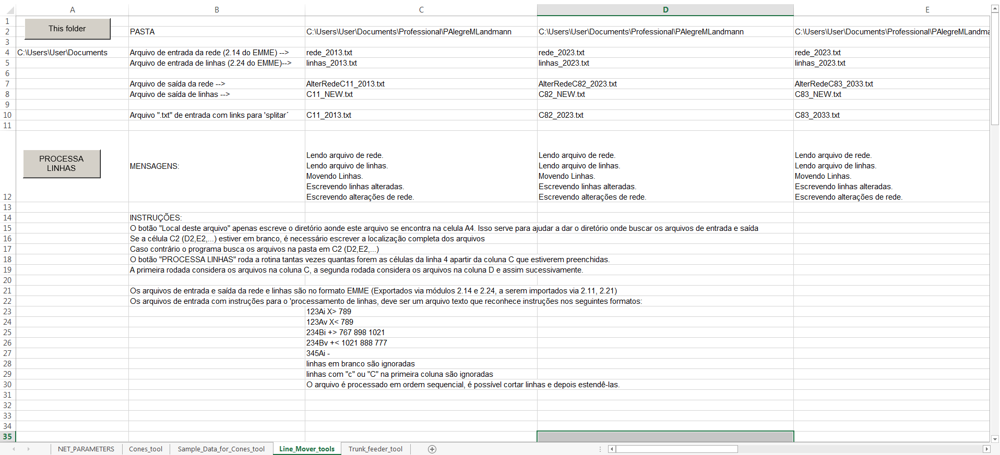 A B C D E
1
This folder
2 PASTA C:\Users\User\Documents\Professional\PAlegreMLandmann C:\Users\User\Documents\Professional\PAlegreMLandmann C:\Users\User\Documents\Professional\PAlegreMLandma
3
4 C:\Users\User\Documents Arquivo de entrada da rede (2.14 do EMME) --> rede_2013.txt rede_2023.txt rede_2023.txt
5 Arquivo de entrada de linhas (2.24 do EMME)--> linhas_2013.txt linhas_2023.txt linhas_2023.txt
6
7 Arquivo de saída da rede --> AlterRedeC11_2013.txt AlterRedeC82_2023.txt AlterRedeC83_2033.txt
8 Arquivo de saída de linhas --> C11_NEW.txt C82_NEW.txt C83_NEW.txt
9
10 Arquivo ".txt" de entrada com links para 'splitar´ C11_2013.txt C82_2023.txt C83_2033.txt
11
Lendo arquivo de rede. Lendo arquivo de rede. Lendo arquivo de rede.
PROCESSA LINHAS MENSAGENS: Lendo arquivo de linhas. Lendo arquivo de linhas. Lendo arquivo de linhas.
Movendo Linhas. Movendo Linhas. Movendo Linhas.
Escrevendo linhas alteradas. Escrevendo linhas alteradas. Escrevendo linhas alteradas.
12 Escrevendo alterações de rede. Escrevendo alterações de rede. Escrevendo alterações de rede.
13
14 INSTRUÇÕES:
15 O botão "Local deste arquivo" apenas escreve o diretório aonde este arquivo se encontra na celula A4. Isso serve para ajudar a dar o diretório onde buscar os arquivos de entrada e saída
16 Se a célula C2 (D2,E2,...) estiver em branco, é necessário escrever a localização completa dos arquivos
17 Caso contrário o programa busca os arquivos na pasta em C2 (D2,E2,...)
18 O botão "PROCESSA LINHAS" roda a rotina tantas vezes quantas forem as células da linha 4 apartir da coluna C que estiverem preenchidas.
19 A primeira rodada considera os arquivos na coluna C, a segunda rodada considera os arquivos na coluna D e assim sucessivamente.
20
21 Os arquivos de entrada e saída da rede e linhas são no formato EMME (Exportados via módulos 2.14 e 2.24, a serem importados via 2.11, 2.21)
22 Os arquivos de entrada com instruções para o 'processamento de linhas, deve ser um arquivo texto que reconhece instruções nos seguintes formatos:
23 123Ai X> 789
24 123Av X< 789
25 234Bi +> 767 898 1021
26 234Bv +< 1021 888 777
27 345Ai -
28 linhas em branco são ignoradas
29 linhas com "c" ou "C" na primeira coluna são ignoradas
30 O arquivo é processado em ordem sequencial, é possível cortar linhas e depois estendê-las.
31
32
33
34
35
NET_PARAMETERS Cones_tool Sample_Data_for_Cones_tool Line_Mover_tools Trunk_feeder_tool